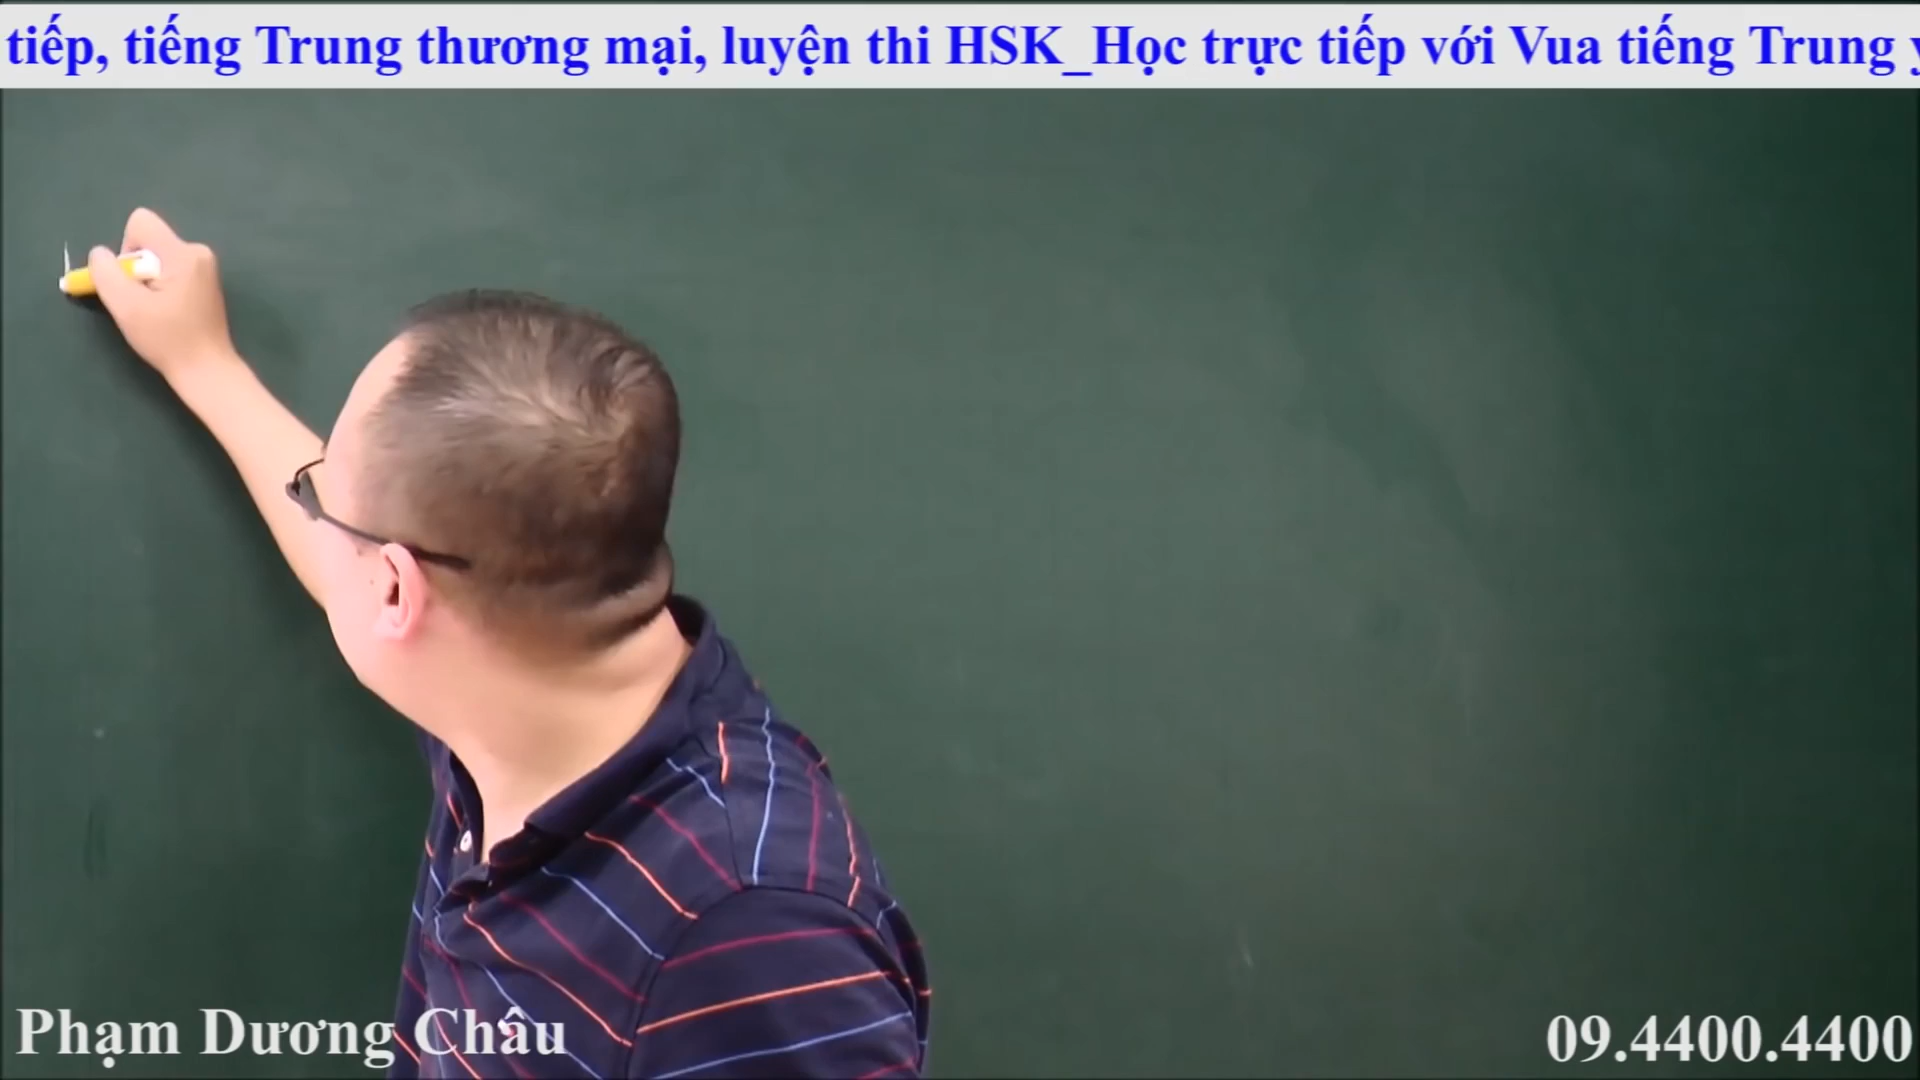 tiếp, tiếng Trung thương mại, luyện thi HSK_Học trực tiếp với Vua tiếng Trung
Phạm Dương Châu
09.4400.4400